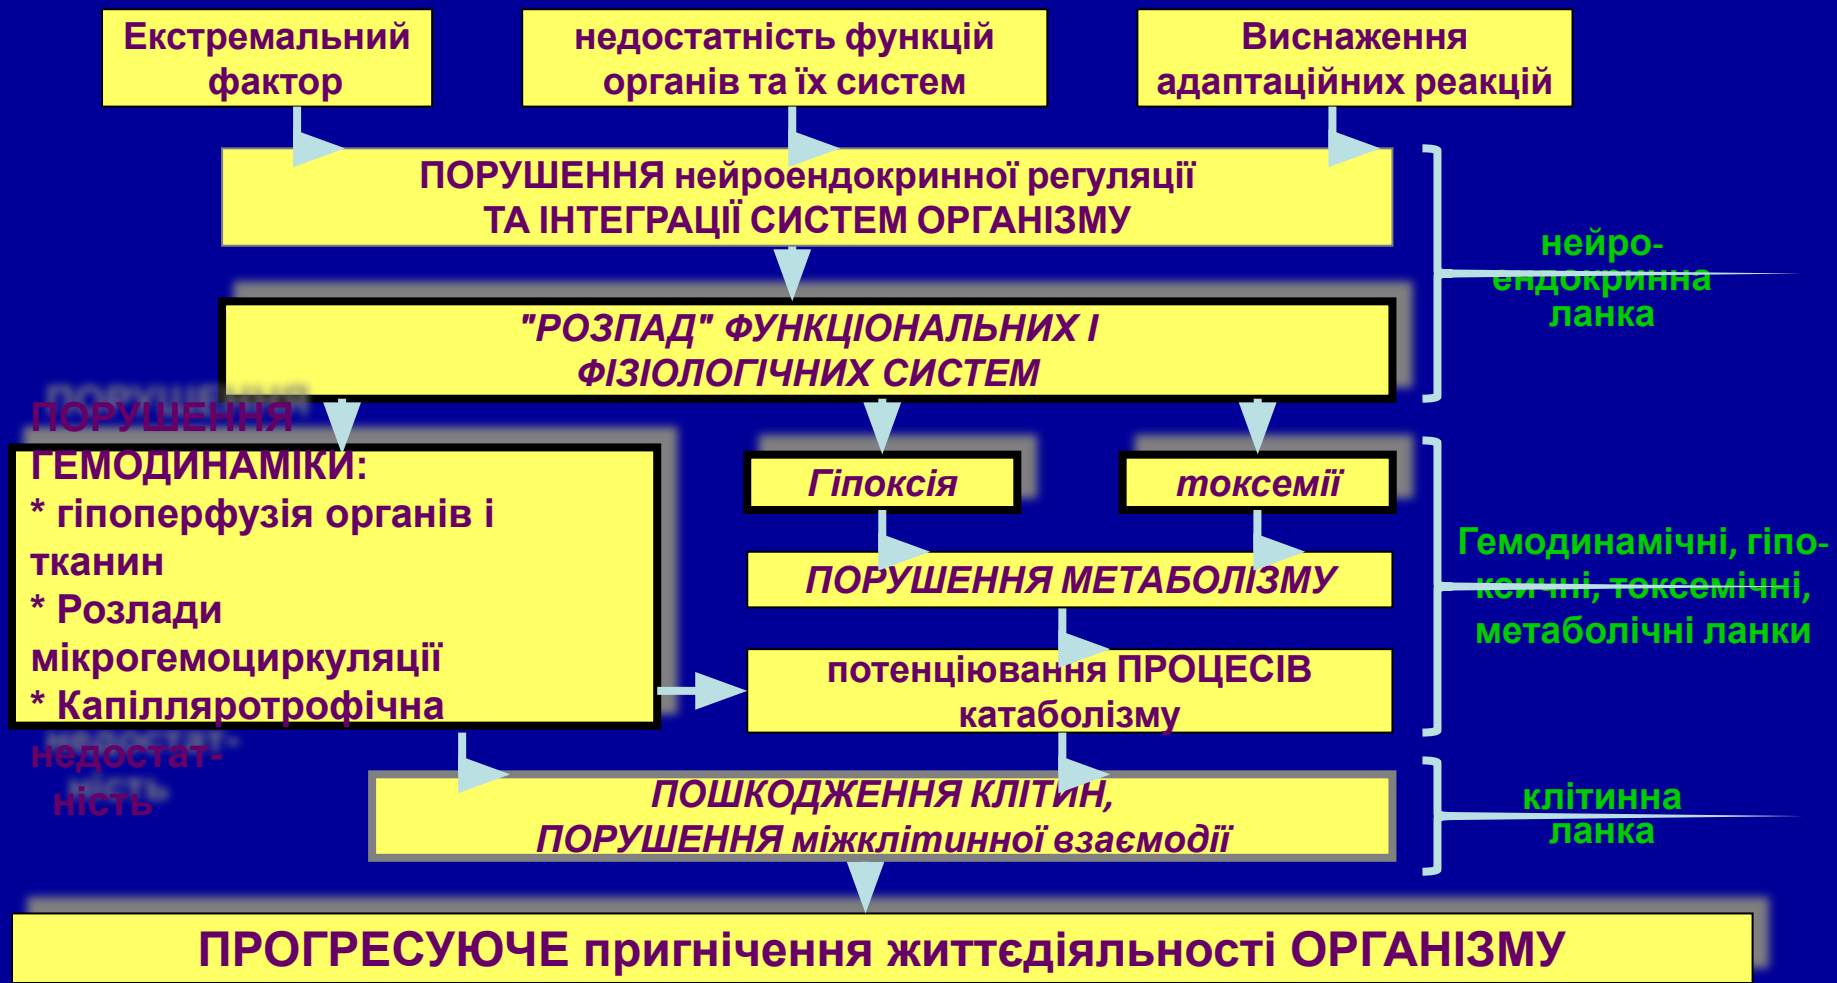 Екстремальний
фактор
недостатність функцій
органів та їх систем
Виснаження
адаптаційних реакцій
ПОРУШЕННЯ нейроендокринної регуляції
ТА ІНТЕГРАЦІЇ СИСТЕМ ОРГАНІЗМУ
нейро-
ендокринна
ланка
"РОЗПАД" ФУНКЦІОНАЛЬНИХ І
ФІЗІОЛОГІЧНИХ СИСТЕМ
ПОРУШЕННЯ
ГЕМОДИНАМІКИ:
* гіпоперфузія органів і
тканин
* Розлади
мікрогемоциркуляції
* Капілляротрофічна
недостат-
ність
Гіпоксія
токсемії
ПОРУШЕННЯ МЕТАБОЛІЗМУ
потенціювання ПРОЦЕСІВ
катаболізму
Гемодинамічні, гіпо-
ксичні, токсемічні,
метаболічні ланки
ПОШКОДЖЕННЯ КЛІТИН,
ПОРУШЕННЯ міжклітинної взаємодії
клітинна
ланка
ПРОГРЕСУЮЧЕ пригнічення життєдіяльності ОРГАНІЗМУ